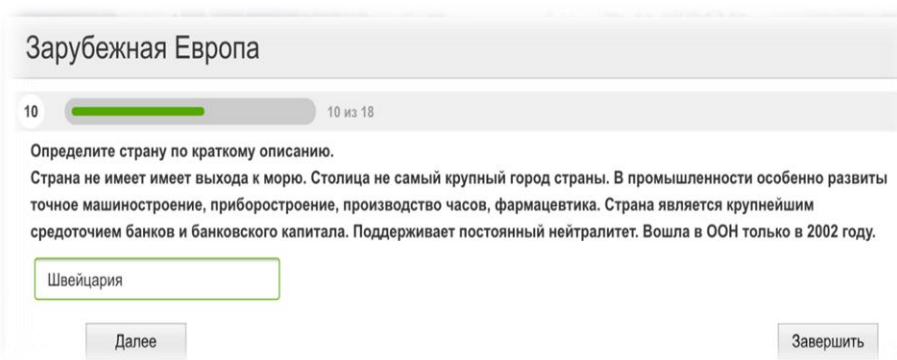 Зарубежная Европа
10
10 из 18
Определите страну по краткому описанию.
Страна не имеет имеет выхода к морю. Столица не самый крупный город страны. В промышленности особенно развиты
точное машиностроение, приборостроение, производство часов, фармацевтика. Страна является крупнейшим
средоточием банков и банковского капитала. Поддерживает постоянный нейтралитет. Вошла в ООН только в 2002 году.
Швейцария
Далее
Завершить